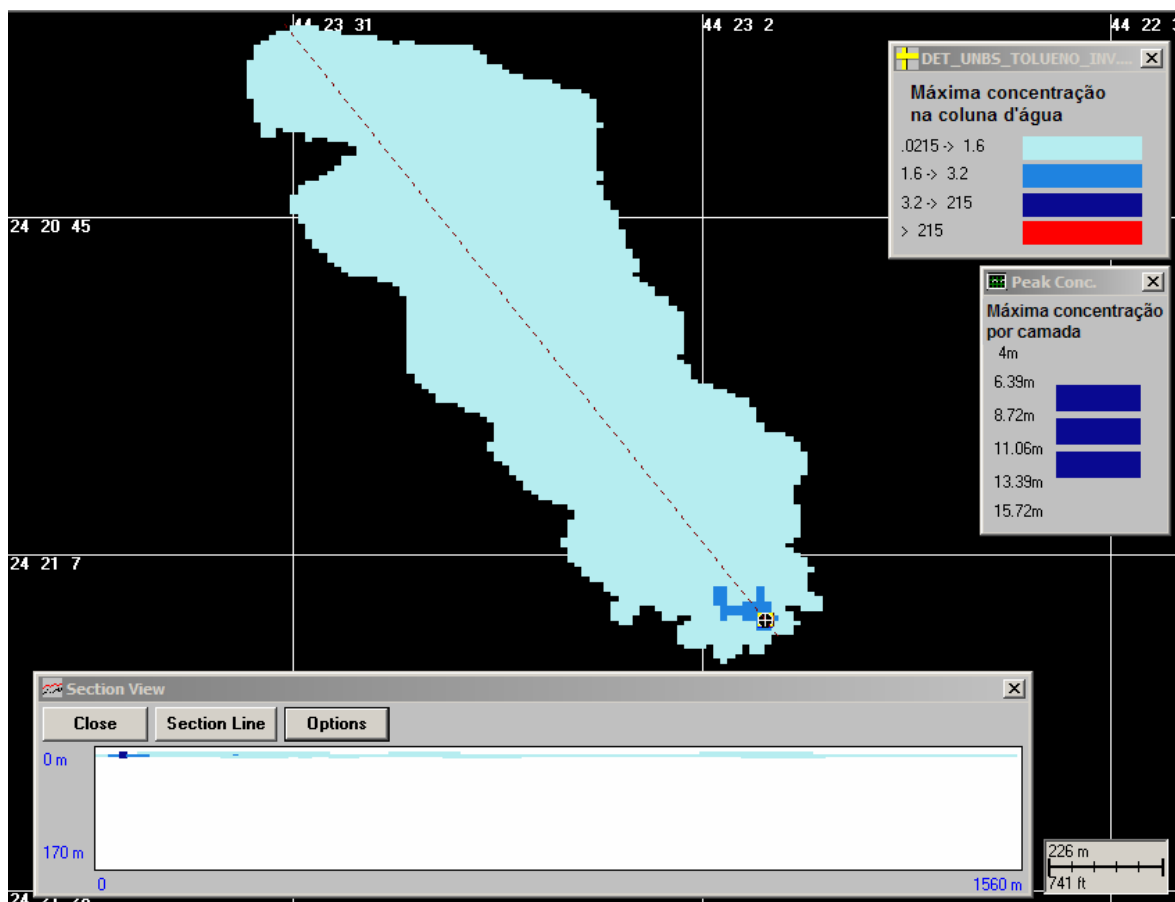 44 23 31
44 23 2
44 22
DET_UNBS_TOLUENO_INV....
Máxima concentração
na coluna d'água
.0215 -> 1.6
1.6 -> 3.2
3.2 -> 215
> 215
24 20 45
Peak Conc.
Máxima concentração
por camada
4m
6.39m
8.72m
11.06m
13.39m
15.72m
24 21 7
Section View
Close
Section Line
Options
0 m
170 m
0
1560 m
226 m
741 ft